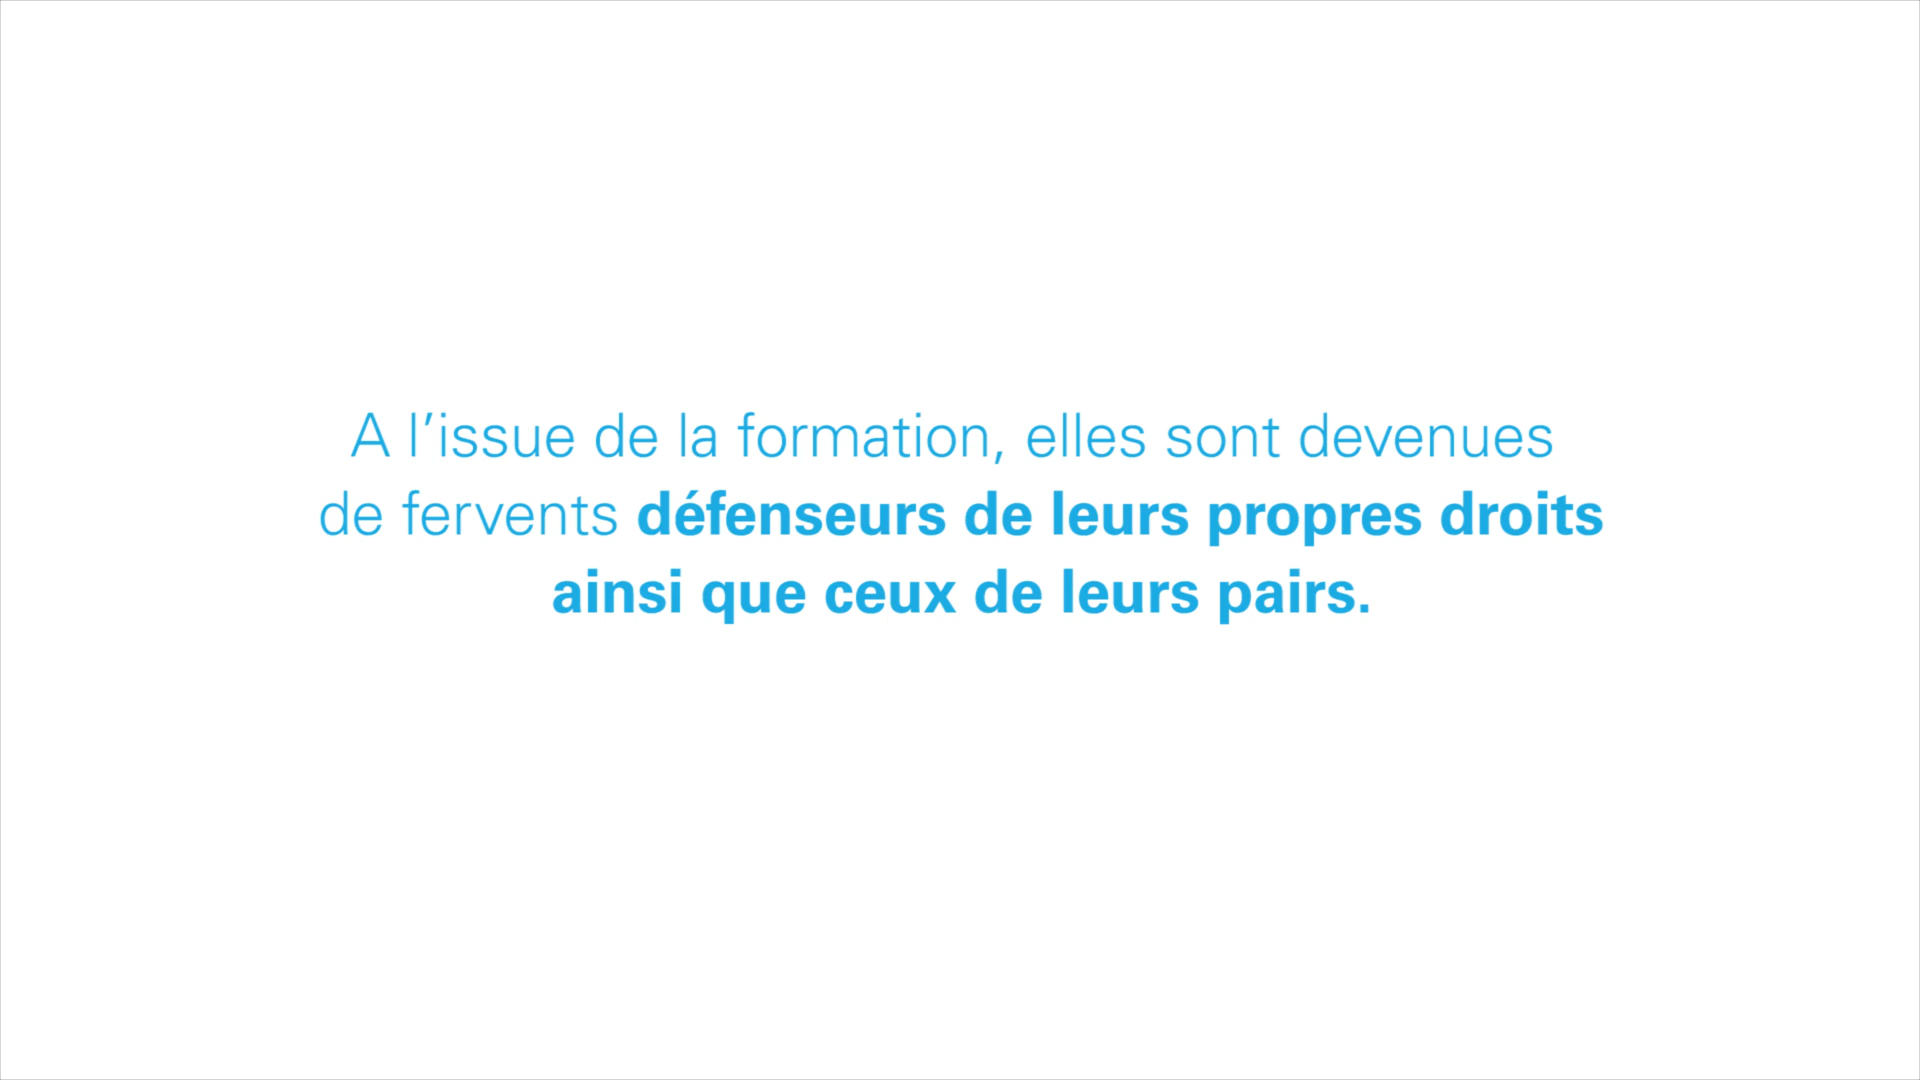 A l’issue de la formation, elles sont devenues
de fervents défenseurs de leurs propres droits
ainsi que ceux de leurs pairs.